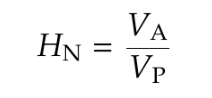 H_N = V_A / V_P